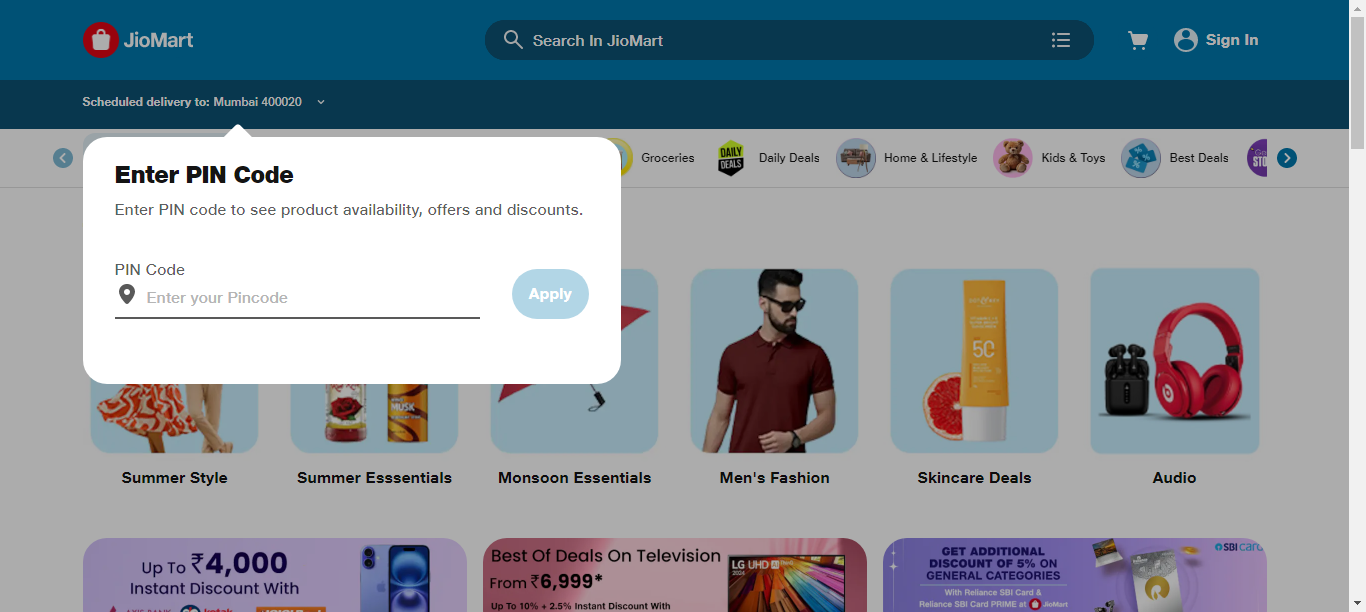 JioMart
Search In JioMart
Sign In
Scheduled delivery to: Mumbai 400020
Groceries
DAILY
DEALS
Daily Deals
Home & Lifestyle
Kids & Toys
Best Deals
Enter PIN Code
Enter PIN code to see product availability, offers and discounts.
PIN Code
Enter your Pincode
Apply
MUSK
50
LG UHD AI
Summer Style
Summer Esssentials
Monsoon Essentials
Men's Fashion
Skincare Deals
Audio
Up To ₹4,000
Instant Discount With
Best Of Deals On Television
From ₹6,999*
Up To 10% + 2.5% Instant Discount With
GET ADDITIONAL
DISCOUNT OF 5% ON
GENERAL CATEGORIES
With Reliance SBI Card &
Reliance SBI Card PRIME at JioMart
SBI card